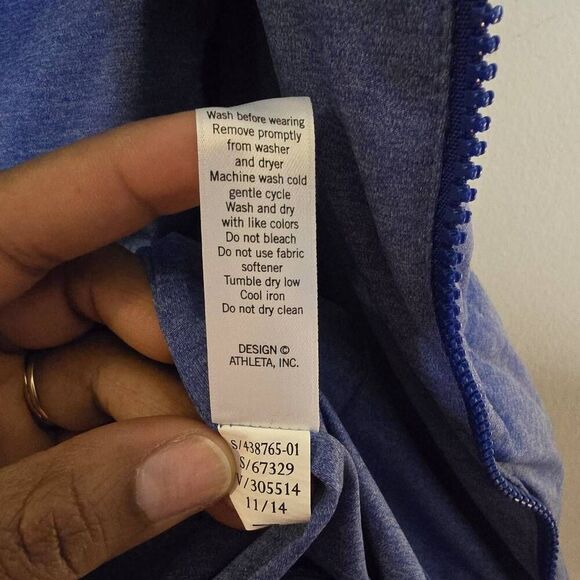 Wash before wearing
Remove promptly
from washer
and dryer
Machine wash cold
gentle cycle
Wash and dry
with like colors
Do not bleach
Do not use fabric
softener
Tumble dry low
Cool iron
Do not dry clean
DESIGN ©
ATHLETA, INC.
S/438765-01
S/67329
V/305514
11/14